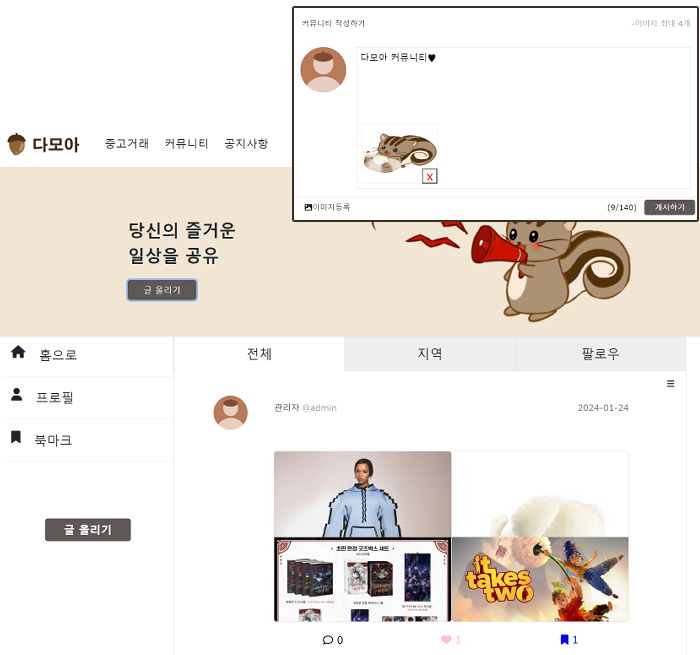 커뮤니티 작성하기
-이미지 최대 4개
다모아 커뮤니티♥
X
이미지등록
(9/140)
게시하기
다모아
중고거래
커뮤니티
공지사항
당신의 즐거운
일상을 공유
글 올리기
홈으로
프로필
북마크
글 올리기
전체
지역
팔로우
관리자 @admin
2024-01-24
초판 한정 굿즈박스 세트
it
takes
two
0
1
1